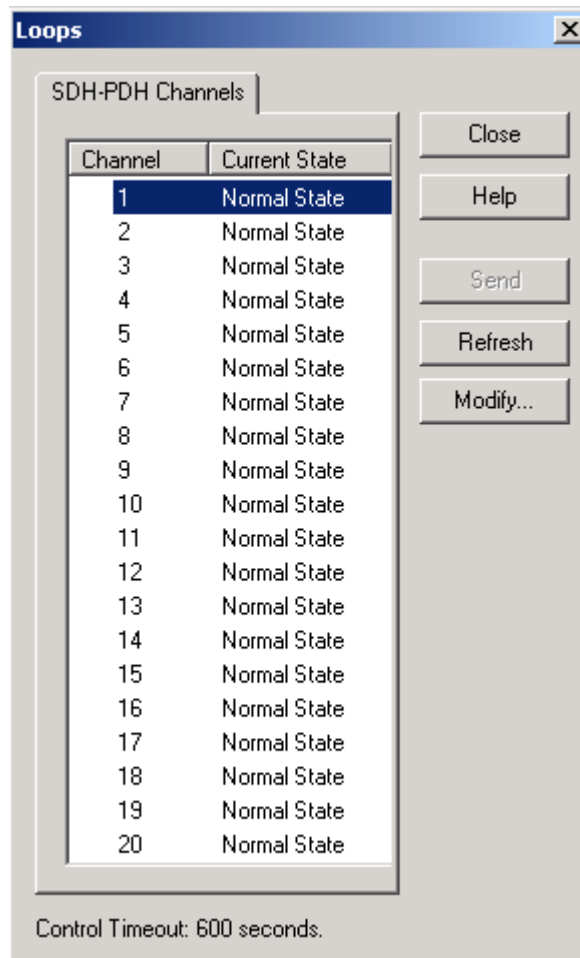 Loops
SDH-PDH Channels
Channel Current State
1 Normal State
2 Normal State
3 Normal State
4 Normal State
5 Normal State
6 Normal State
7 Normal State
8 Normal State
9 Normal State
10 Normal State
11 Normal State
12 Normal State
13 Normal State
14 Normal State
15 Normal State
16 Normal State
17 Normal State
18 Normal State
19 Normal State
20 Normal State
Close
Help
Send
Refresh
Modify...
Control Timeout: 600 seconds.